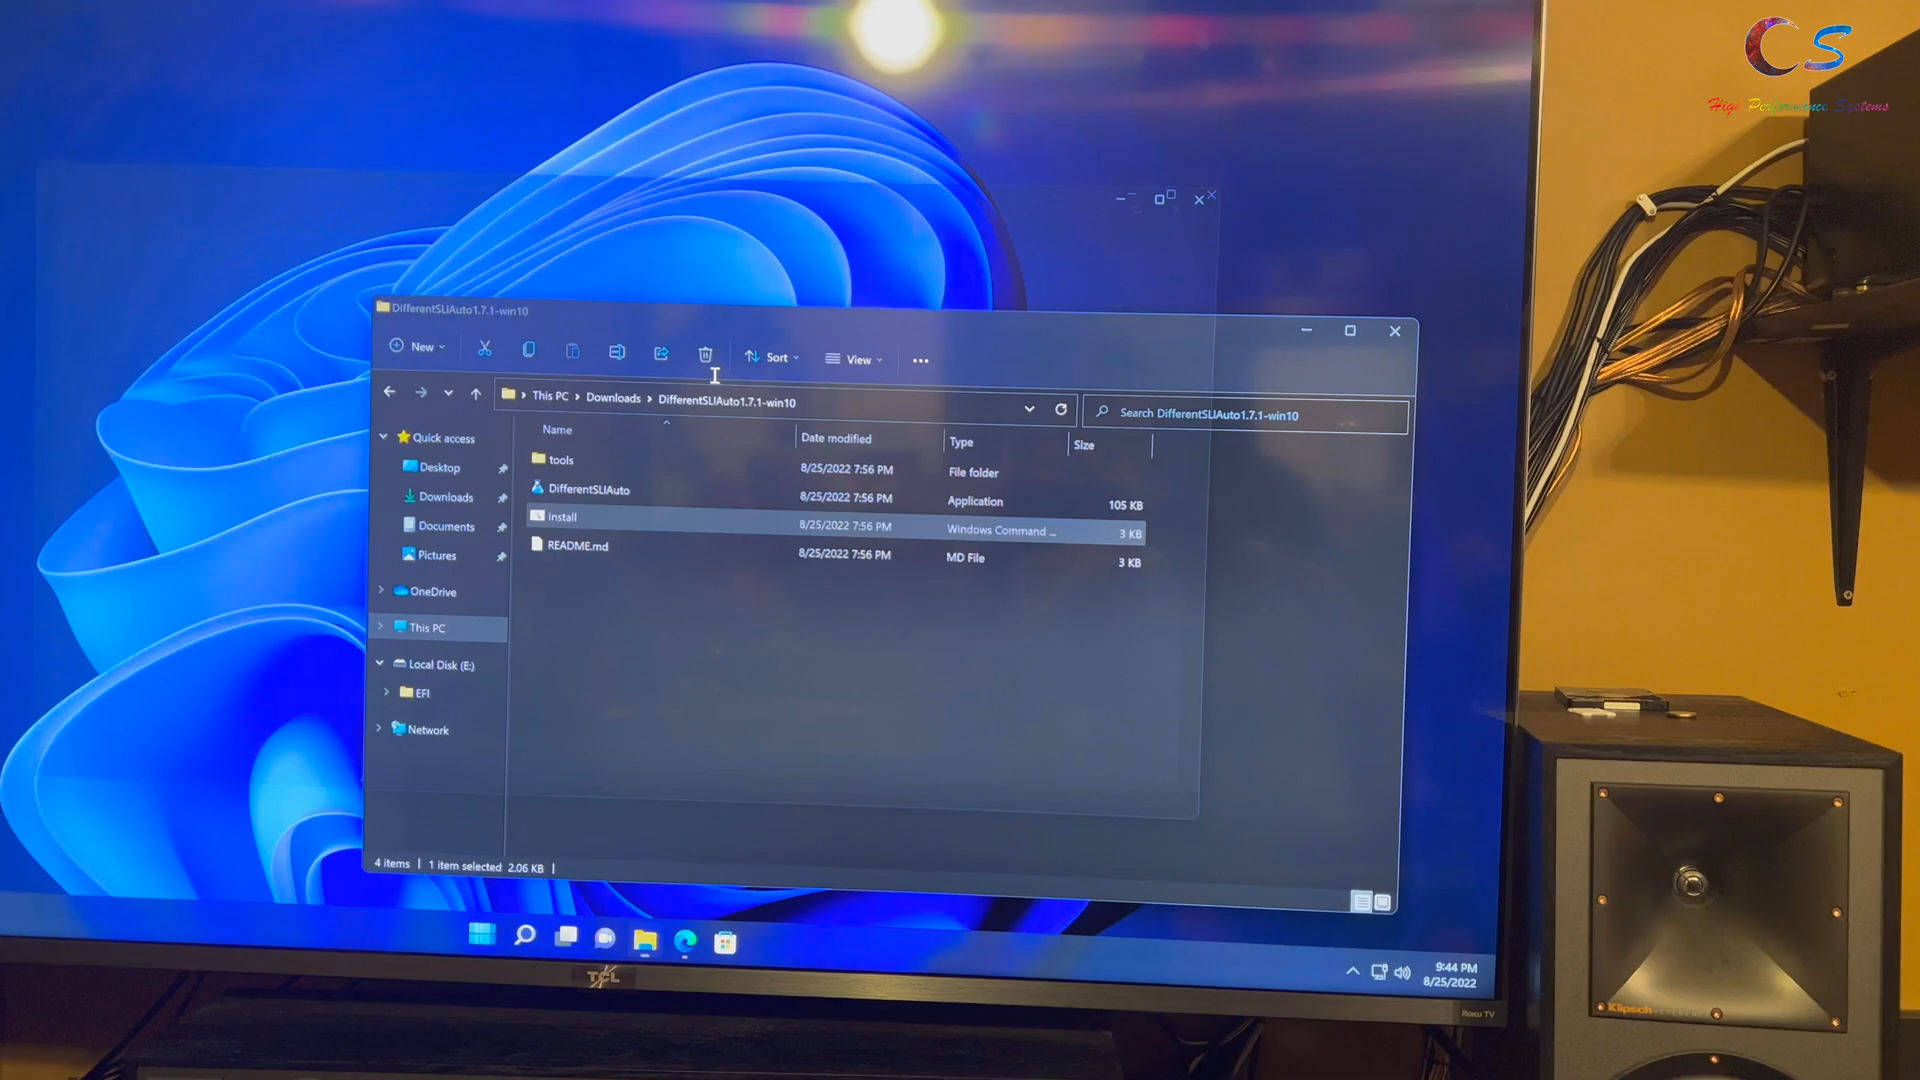 CS
High Performance Systems
DifferentSLIAuto1.7.1-win10
New
Sort
View
This PC > Downloads > DifferentSLIAuto1.7.1-win10
Search DifferentSLIAuto1.7.1-win10
Name Date modified Type Size
tools 8/25/2022 7:56 PM File folder
DifferentSLIAuto 8/25/2022 7:56 PM Application 105 KB
install 8/25/2022 7:56 PM Windows Command ... 3 KB
README.md 8/25/2022 7:56 PM MD File 3 KB
Quick access
Desktop
Downloads
Documents
Pictures
OneDrive
This PC
Local Disk (E:)
EFI
Network
4 items | 1 item selected 2.06 KB |
9:44 PM
8/25/2022
TCL
Roku TV
Klipsch REFERENCE